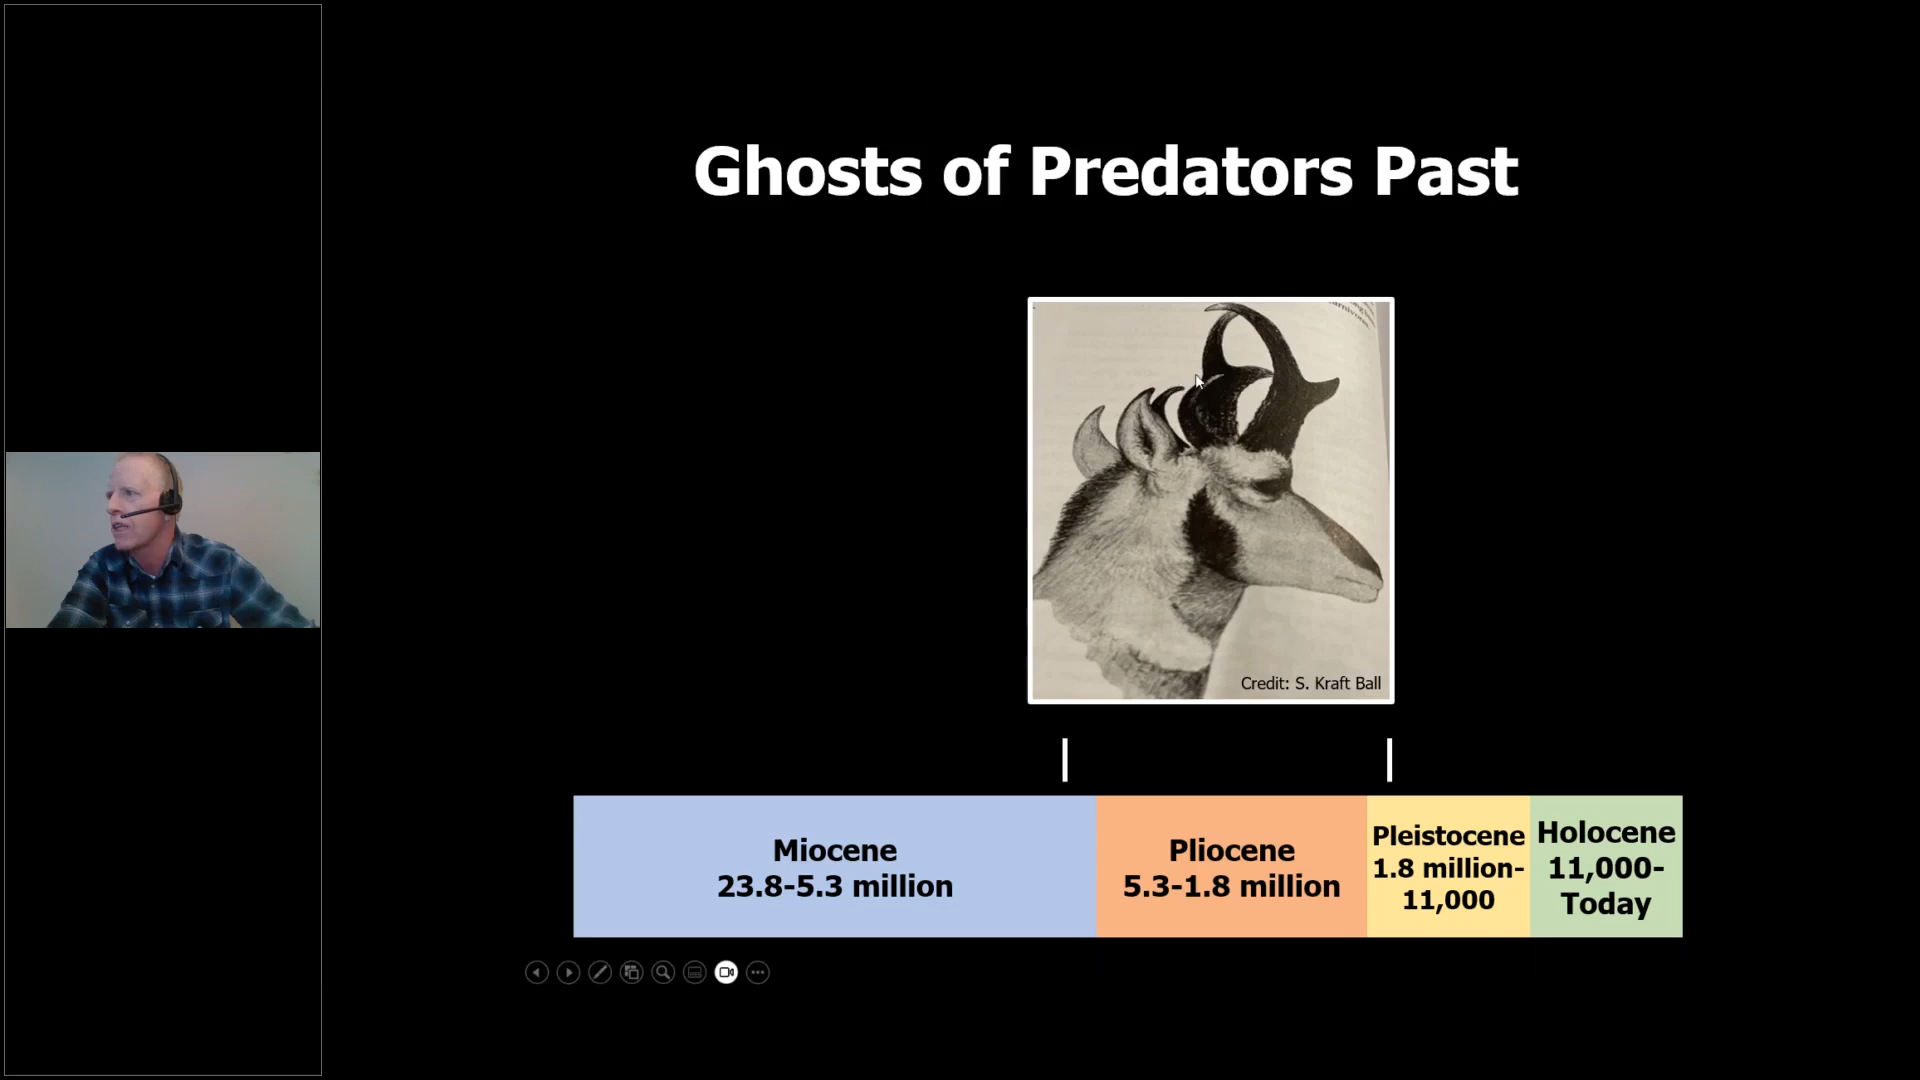 Ghosts of Predators Past
Credit: S. Kraft Ball
Miocene
23.8-5.3 million
Pliocene
5.3-1.8 million
Pleistocene
1.8 million-
11,000
Holocene
11,000-
Today